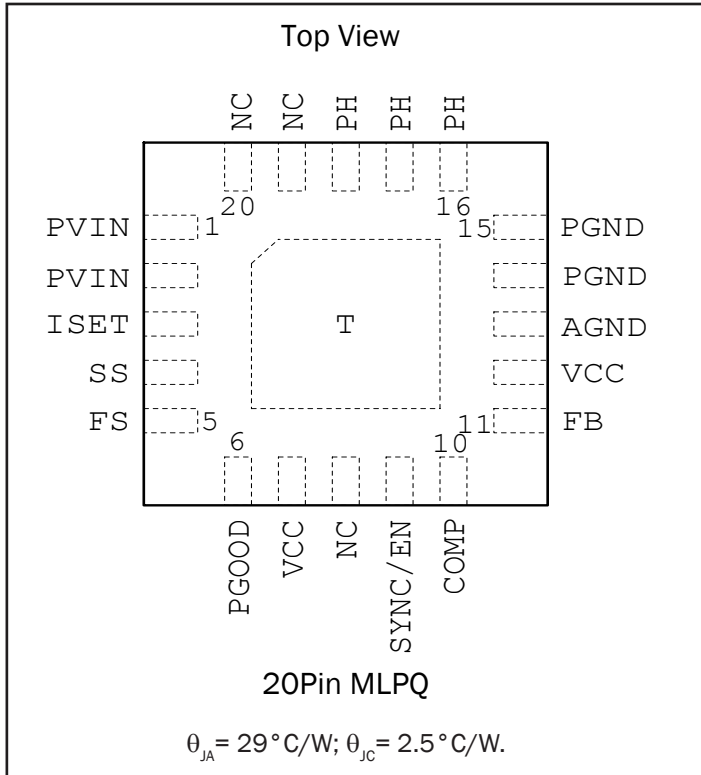 Top View
NC NC PH PH PH
20 16
PVIN 1 15 PGND
PVIN PGND
ISET T AGND
SS VCC
FS 5 11 FB
6 10
PGOOD VCC NC SYNC/EN COMP
20Pin MLPQ
θJA= 29°C/W; θJC= 2.5°C/W.